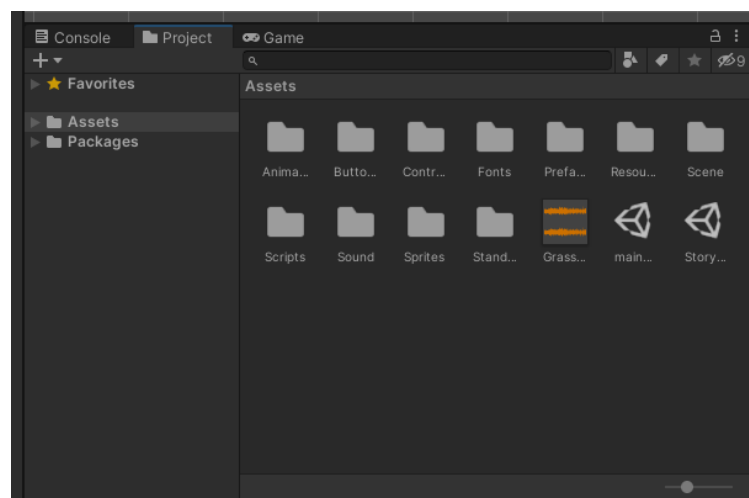 Console Project Game
9
Favorites Assets
Assets
Packages
Anima... Butto... Contr... Fonts Prefa... Resou... Scene
Scripts Sound Sprites Stand... Grass... main... Story...